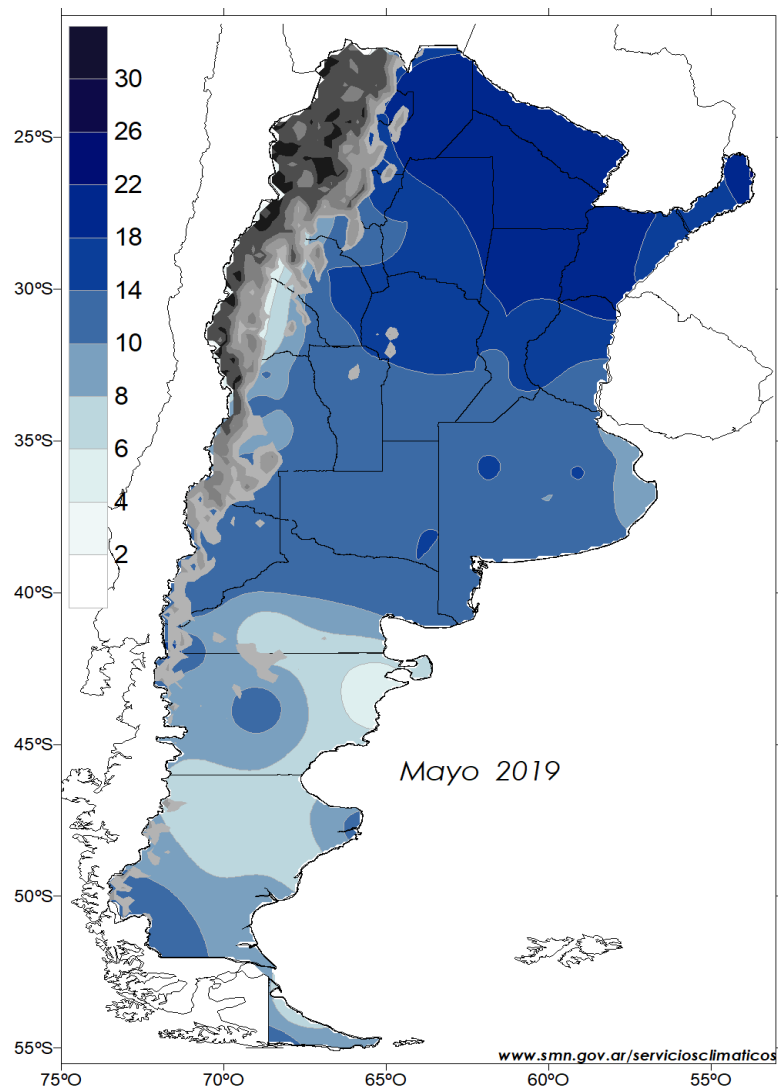 30
26
22
18
14
10
8
6
4
2
25ºS
30ºS
35ºS
40ºS
45ºS
50ºS
55ºS
Mayo 2019
www.smn.gov.ar/serviciosclimaticos
75ºO 70ºO 65ºO 60ºO 55ºO